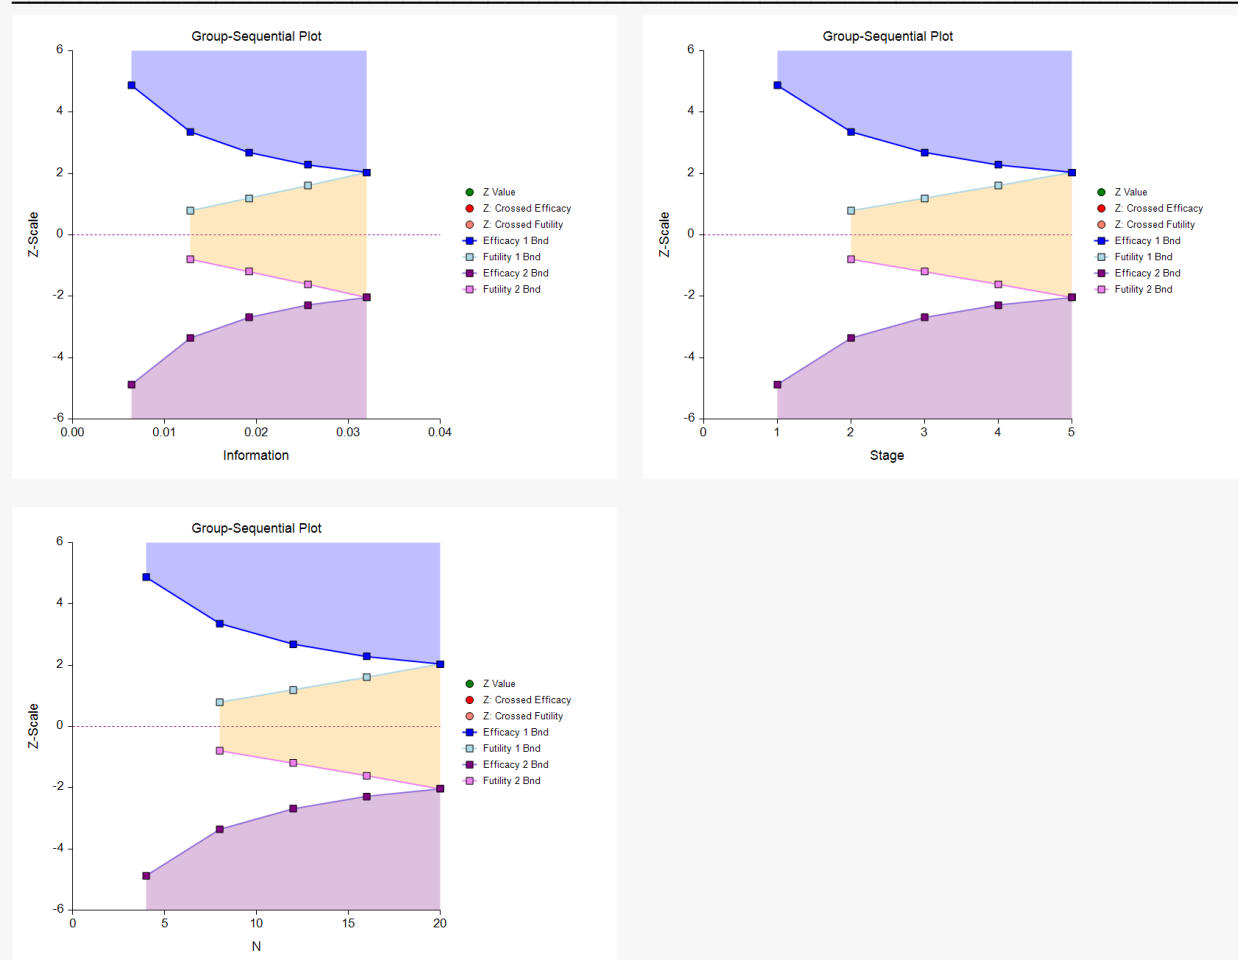 Group-Sequential Plot
6
4
2
0
-2
-4
-6
Z-Scale
0.00 0.01 0.02 0.03 0.04
Information
Z Value
Z: Crossed Efficacy
Z: Crossed Futility
Efficacy 1 Bnd
Futility 1 Bnd
Efficacy 2 Bnd
Futility 2 Bnd
Group-Sequential Plot
6
4
2
0
-2
-4
-6
Z-Scale
0 1 2 3 4 5
Stage
Z Value
Z: Crossed Efficacy
Z: Crossed Futility
Efficacy 1 Bnd
Futility 1 Bnd
Efficacy 2 Bnd
Futility 2 Bnd
Group-Sequential Plot
6
4
2
0
-2
-4
-6
Z-Scale
0 5 10 15 20
N
Z Value
Z: Crossed Efficacy
Z: Crossed Futility
Efficacy 1 Bnd
Futility 1 Bnd
Efficacy 2 Bnd
Futility 2 Bnd